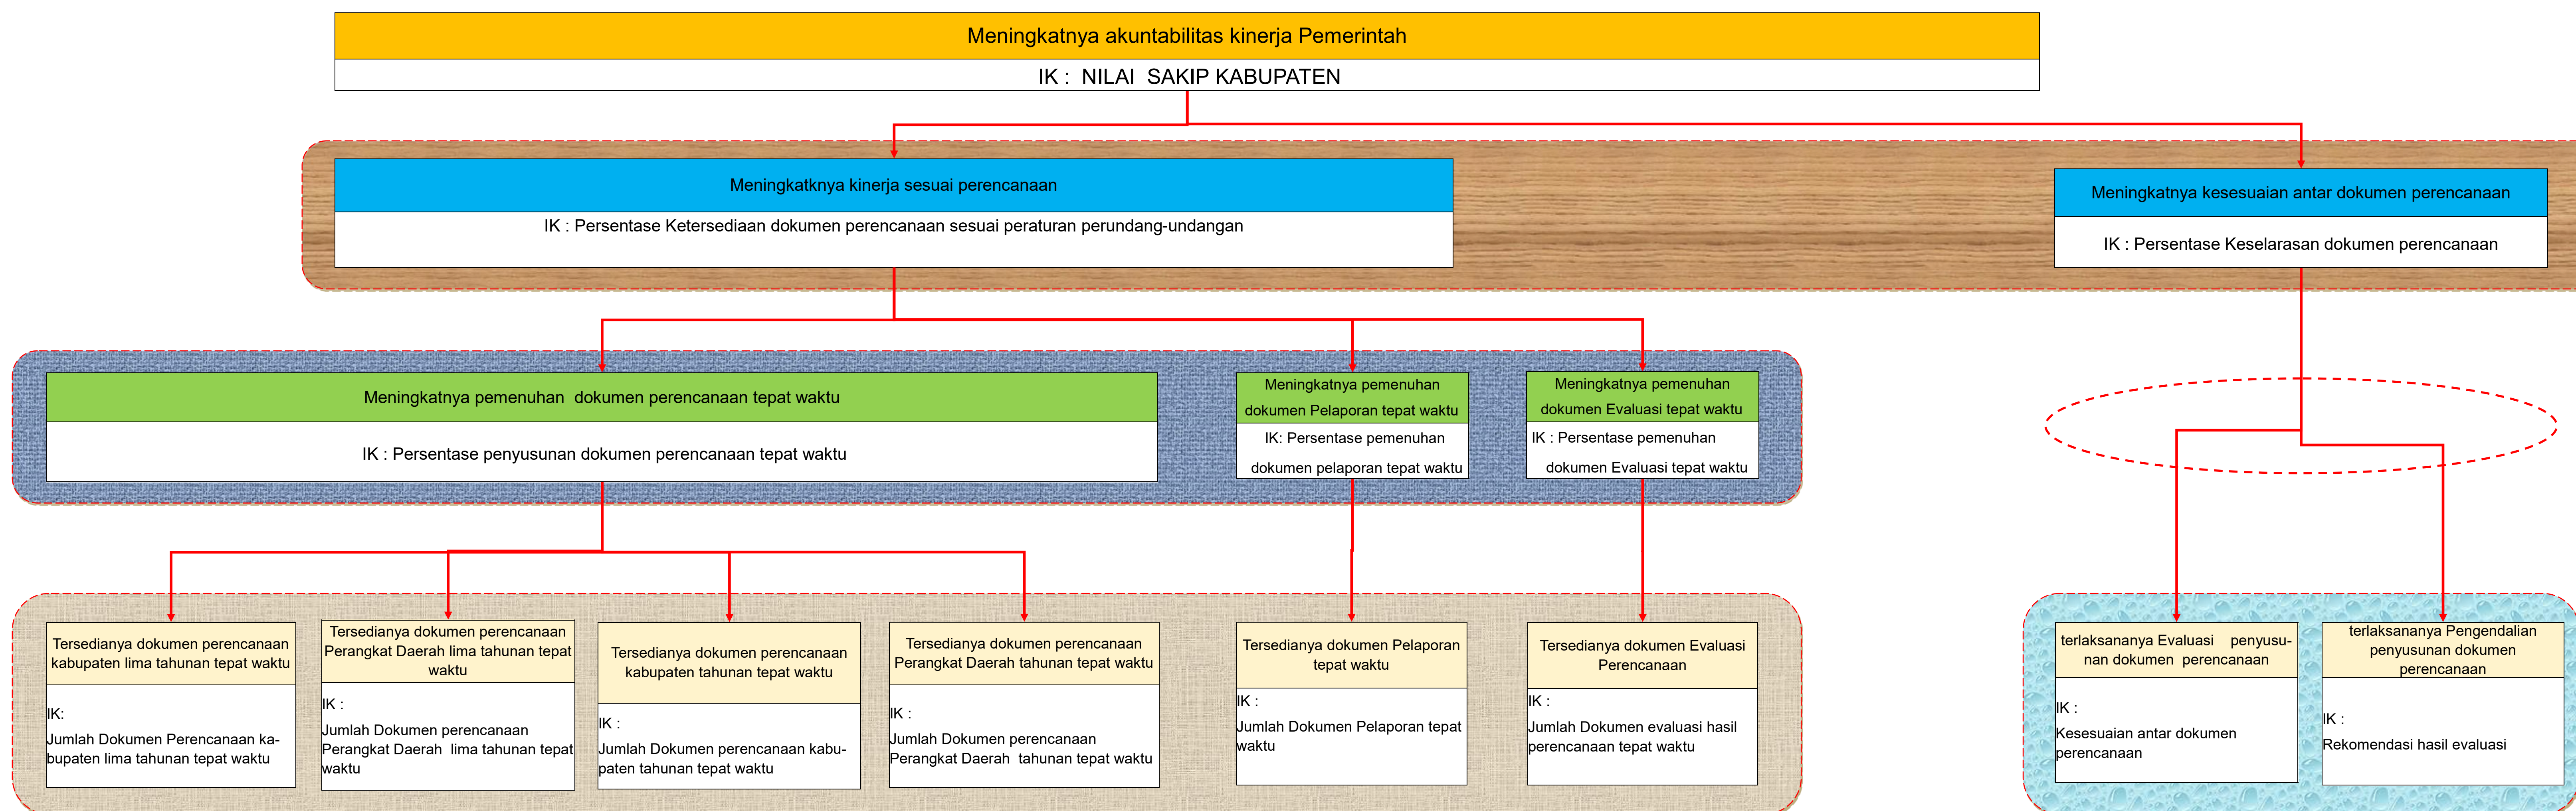 Meningkatnya akuntabilitas kinerja Pemerintah
IK : NILAI SAKIP KABUPATEN
Meningkatknya kinerja sesuai perencanaan
IK : Persentase Ketersediaan dokumen perencanaan sesuai peraturan perundang-undangan
Meningkatnya kesesuaian antar dokumen perencanaan
IK : Persentase Keselarasan dokumen perencanaan
Meningkatnya pemenuhan dokumen perencanaan tepat waktu
IK : Persentase penyusunan dokumen perencanaan tepat waktu
Meningkatnya pemenuhan
dokumen Pelaporan tepat waktu
IK: Persentase pemenuhan
dokumen pelaporan tepat waktu
Meningkatnya pemenuhan
dokumen Evaluasi tepat waktu
IK : Persentase pemenuhan
dokumen Evaluasi tepat waktu
Tersedianya dokumen perencanaan
kabupaten lima tahunan tepat waktu
IK:
Jumlah Dokumen Perencanaan ka-
bupaten lima tahunan tepat waktu
Tersedianya dokumen perencanaan
Perangkat Daerah lima tahunan tepat
waktu
IK :
Jumlah Dokumen perencanaan
Perangkat Daerah lima tahunan tepat
waktu
Tersedianya dokumen perencanaan
kabupaten tahunan tepat waktu
IK :
Jumlah Dokumen perencanaan kabu-
paten tahunan tepat waktu
Tersedianya dokumen perencanaan
Perangkat Daerah tahunan tepat waktu
IK :
Jumlah Dokumen perencanaan
Perangkat Daerah tahunan tepat waktu
Tersedianya dokumen Pelaporan
tepat waktu
IK :
Jumlah Dokumen Pelaporan tepat
waktu
Tersedianya dokumen Evaluasi
Perencanaan
IK :
Jumlah Dokumen evaluasi hasil
perencanaan tepat waktu
terlaksananya Evaluasi penyusu-
nan dokumen perencanaan
IK :
Kesesuaian antar dokumen
perencanaan
terlaksananya Pengendalian
penyusunan dokumen
perencanaan
IK :
Rekomendasi hasil evaluasi